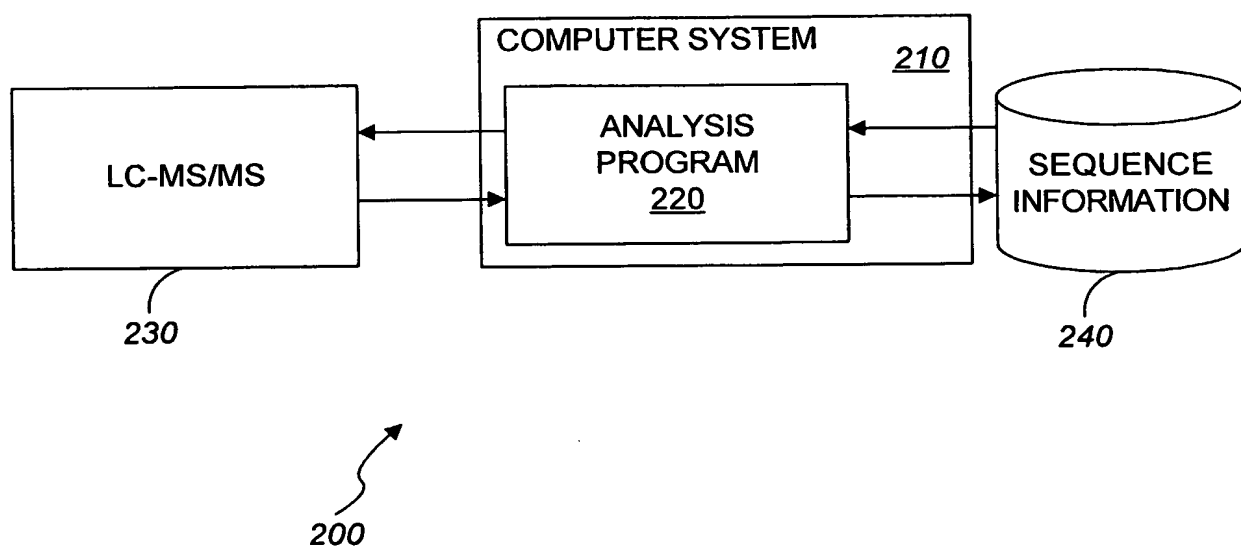 COMPUTER SYSTEM
210
LC-MS/MS
ANALYSIS
PROGRAM
220
SEQUENCE
INFORMATION
230
240
200